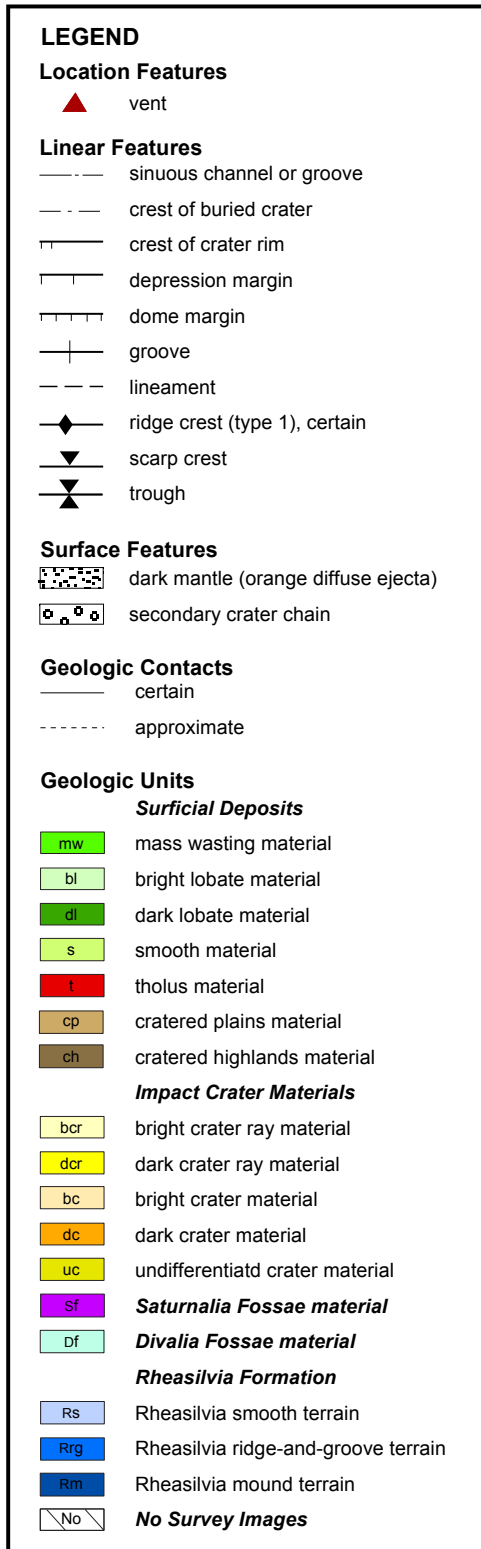 LEGEND
Location Features
vent
Linear Features
sinuous channel or groove
crest of buried crater
crest of crater rim
depression margin
dome margin
groove
lineament
ridge crest (type 1), certain
scarp crest
trough
Surface Features
dark mantle (orange diffuse ejecta)
secondary crater chain
Geologic Contacts
certain
approximate
Geologic Units
Surficial Deposits
mw mass wasting material
bl bright lobate material
dl dark lobate material
s smooth material
t tholus material
cp cratered plains material
ch cratered highlands material
Impact Crater Materials
bcr bright crater ray material
dcr dark crater ray material
bc bright crater material
dc dark crater material
uc undifferentiatd crater material
Sf Saturnalia Fossae material
Df Divalia Fossae material
Rheasilvia Formation
Rs Rheasilvia smooth terrain
Rrg Rheasilvia ridge-and-groove terrain
Rm Rheasilvia mound terrain
No No Survey Images